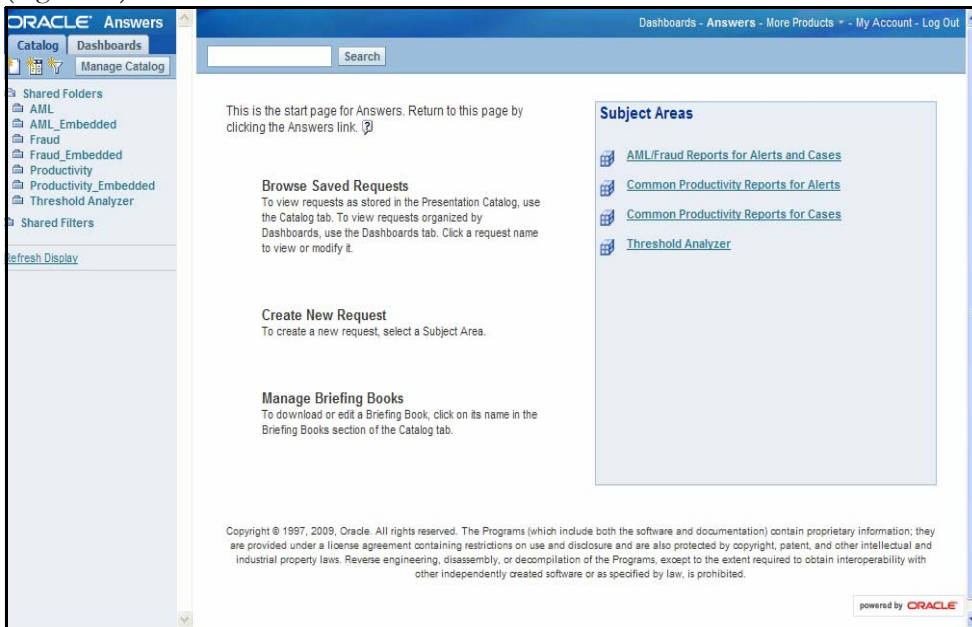 ORACLE Answers
Dashboards - Answers - More Products - My Account - Log Out
Catalog Dashboards
Manage Catalog
Search
Shared Folders
AML
AML_Embedded
Fraud
Fraud_Embedded
Productivity
Productivity_Embedded
Threshold Analyzer
Shared Filters
Refresh Display
This is the start page for Answers. Return to this page by
clicking the Answers link.
Browse Saved Requests
To view requests as stored in the Presentation Catalog, use
the Catalog tab. To view requests organized by
Dashboards, use the Dashboards tab. Click a request name
to view or modify it.
Create New Request
To create a new request, select a Subject Area.
Manage Briefing Books
To download or edit a Briefing Book, click on its name in the
Briefing Books section of the Catalog tab.
Subject Areas
AML/Fraud Reports for Alerts and Cases
Common Productivity Reports for Alerts
Common Productivity Reports for Cases
Threshold Analyzer
Copyright © 1997, 2009, Oracle. All rights reserved. The Programs (which include both the software and documentation) contain proprietary information; they
are provided under a license agreement containing restrictions on use and disclosure and are also protected by copyright, patent, and other intellectual and
industrial property laws. Reverse engineering, disassembly, or decompilation of the Programs, except to the extent required to obtain interoperability with
other independently created software or as specified by law, is prohibited.
powered by ORACLE